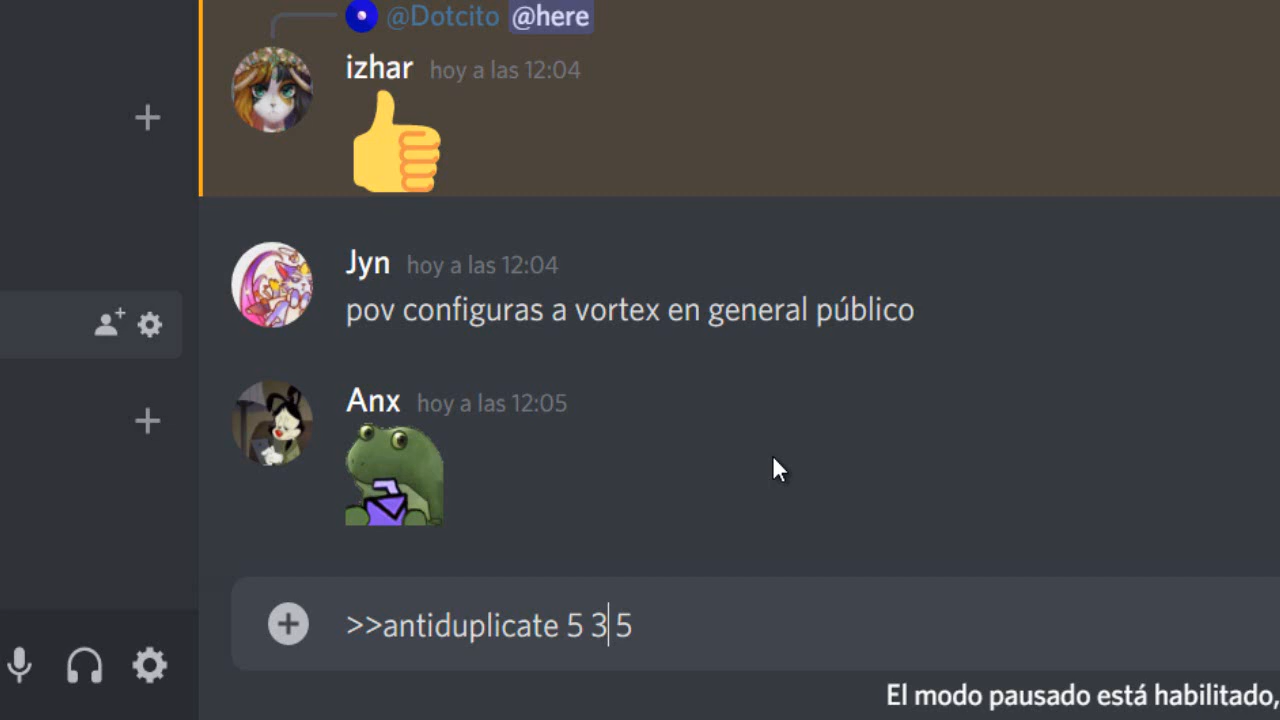 @Dotcito @here
izhar hoy a las 12:04
Jyn hoy a las 12:04
pov configuras a vortex en general público
Anx hoy a las 12:05
>>antiduplicate 5 3 5
El modo pausado está habilitado,